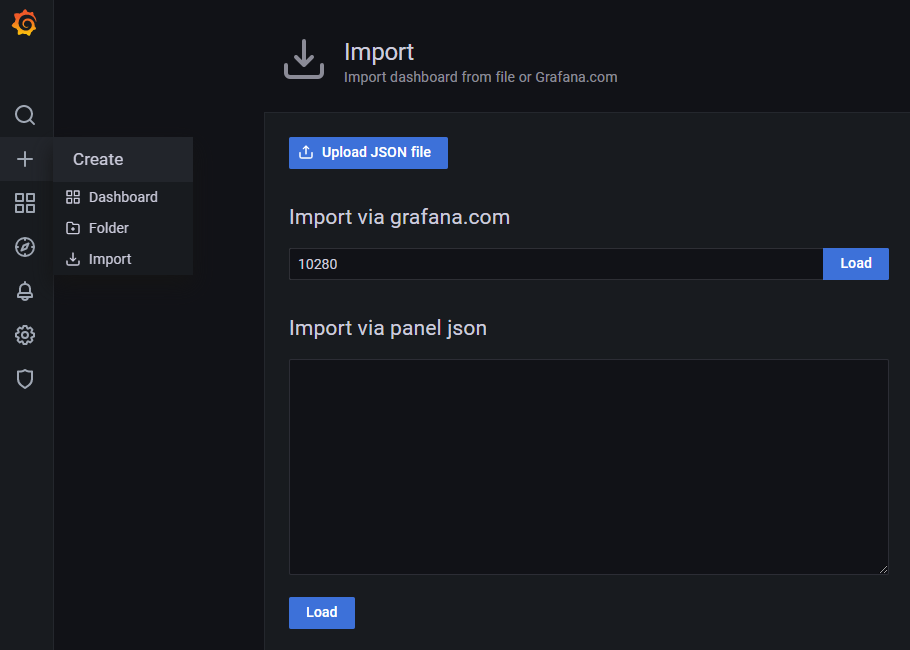 Import
Import dashboard from file or Grafana.com
Create
Dashboard
Folder
Import
Upload JSON file
Import via grafana.com
10280
Load
Import via panel json
Load